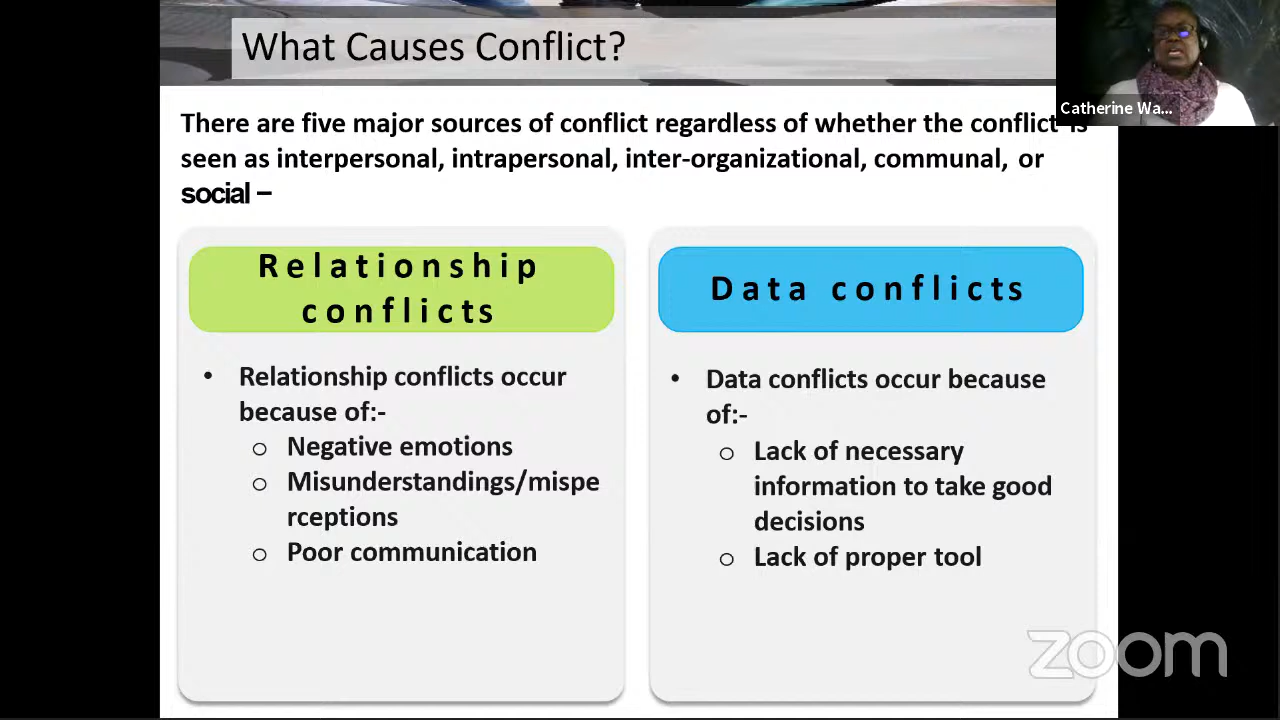 What Causes Conflict?
Catherine Wa...
There are five major sources of conflict regardless of whether the conflict is
seen as interpersonal, intrapersonal, inter-organizational, communal, or
social –
Relationship
conflicts
• Relationship conflicts occur
because of:-
o Negative emotions
o Misunderstandings/mispe
rceptions
o Poor communication
Data conflicts
• Data conflicts occur because
of:-
o Lack of necessary
information to take good
decisions
o Lack of proper tool
zoom